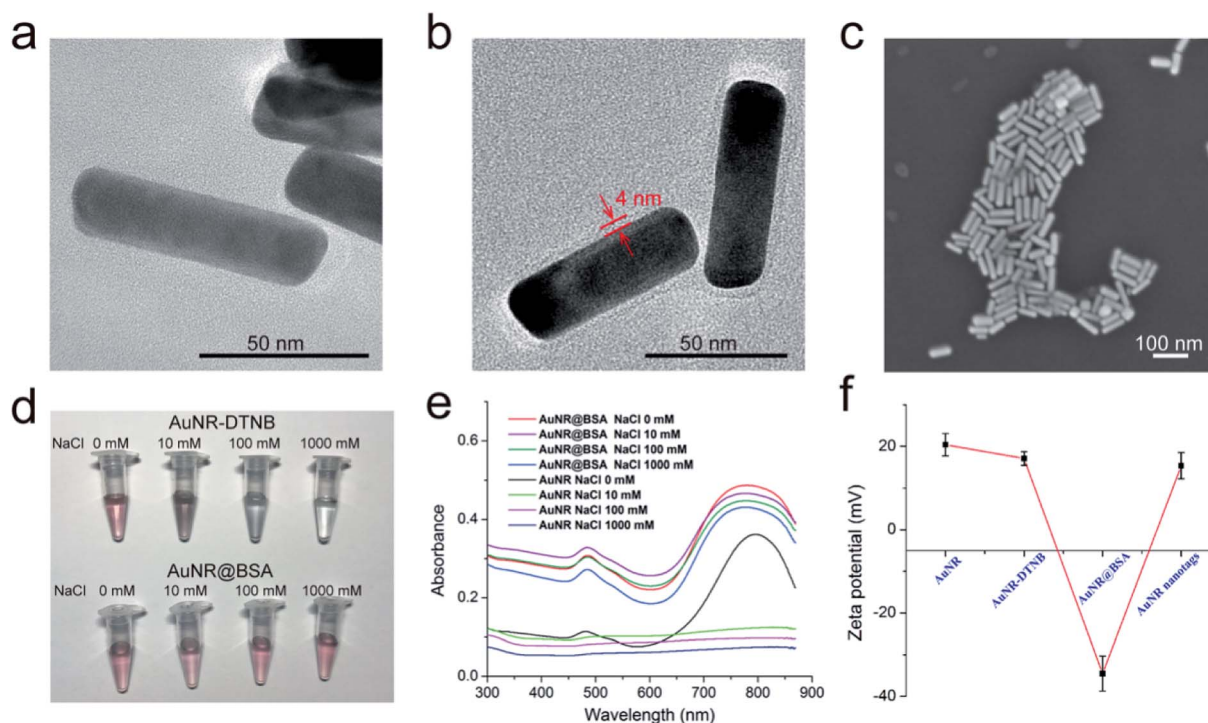 a
50 nm
b
4 nm
50 nm
c
100 nm
d
AuNR-DTNB
NaCl 0 mM 10 mM 100 mM 1000 mM
AuNR@BSA
NaCl 0 mM 10 mM 100 mM 1000 mM
e
AuNR@BSA NaCl 0 mM
AuNR@BSA NaCl 10 mM
AuNR@BSA NaCl 100 mM
AuNR@BSA NaCl 1000 mM
AuNR NaCl 0 mM
AuNR NaCl 10 mM
AuNR NaCl 100 mM
AuNR NaCl 1000 mM
0.6
0.4
0.2
0.0
Absorbance
300 400 500 600 700 800 900
Wavelength (nm)
f
20
0
-20
-40
Zeta potential (mV)
AuNR
AuNR-DTNB
AuNR@BSA
AuNR nanotags